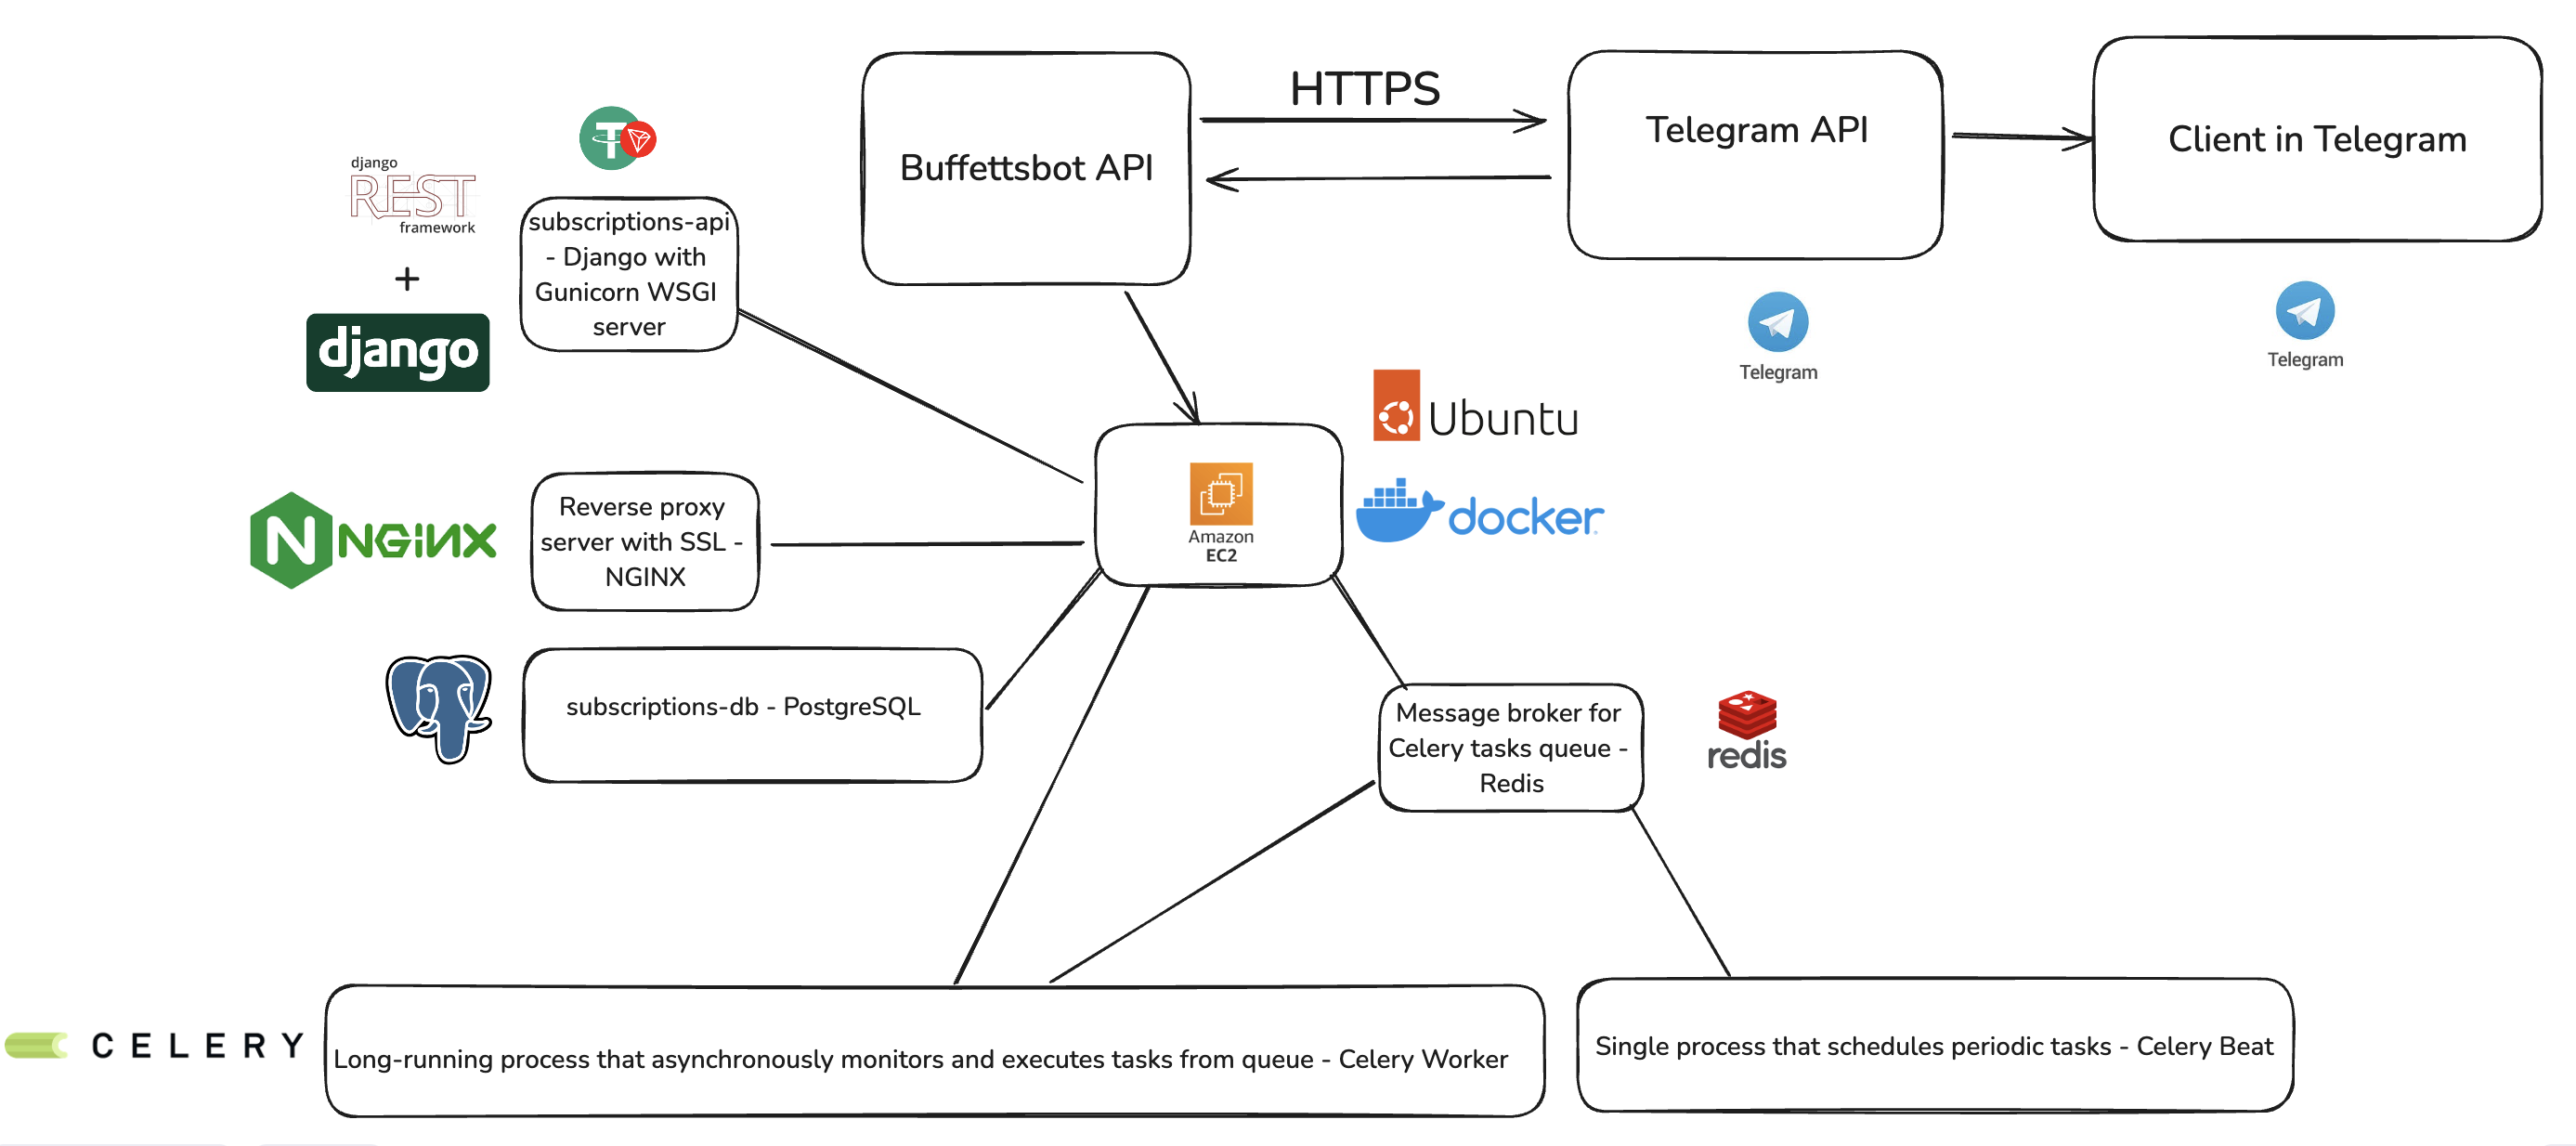 HTTPS
Buffettsbot API
Telegram API
Client in Telegram
django
REST
framework
+
django
subscriptions-api
- Django with
Gunicorn WSGI
server
Telegram
Telegram
Ubuntu
docker
Amazon
EC2
NGINX
Reverse proxy
server with SSL -
NGINX
subscriptions-db - PostgreSQL
Message broker for
Celery tasks queue -
Redis
redis
CELERY
Long-running process that asynchronously monitors and executes tasks from queue - Celery Worker
Single process that schedules periodic tasks - Celery Beat